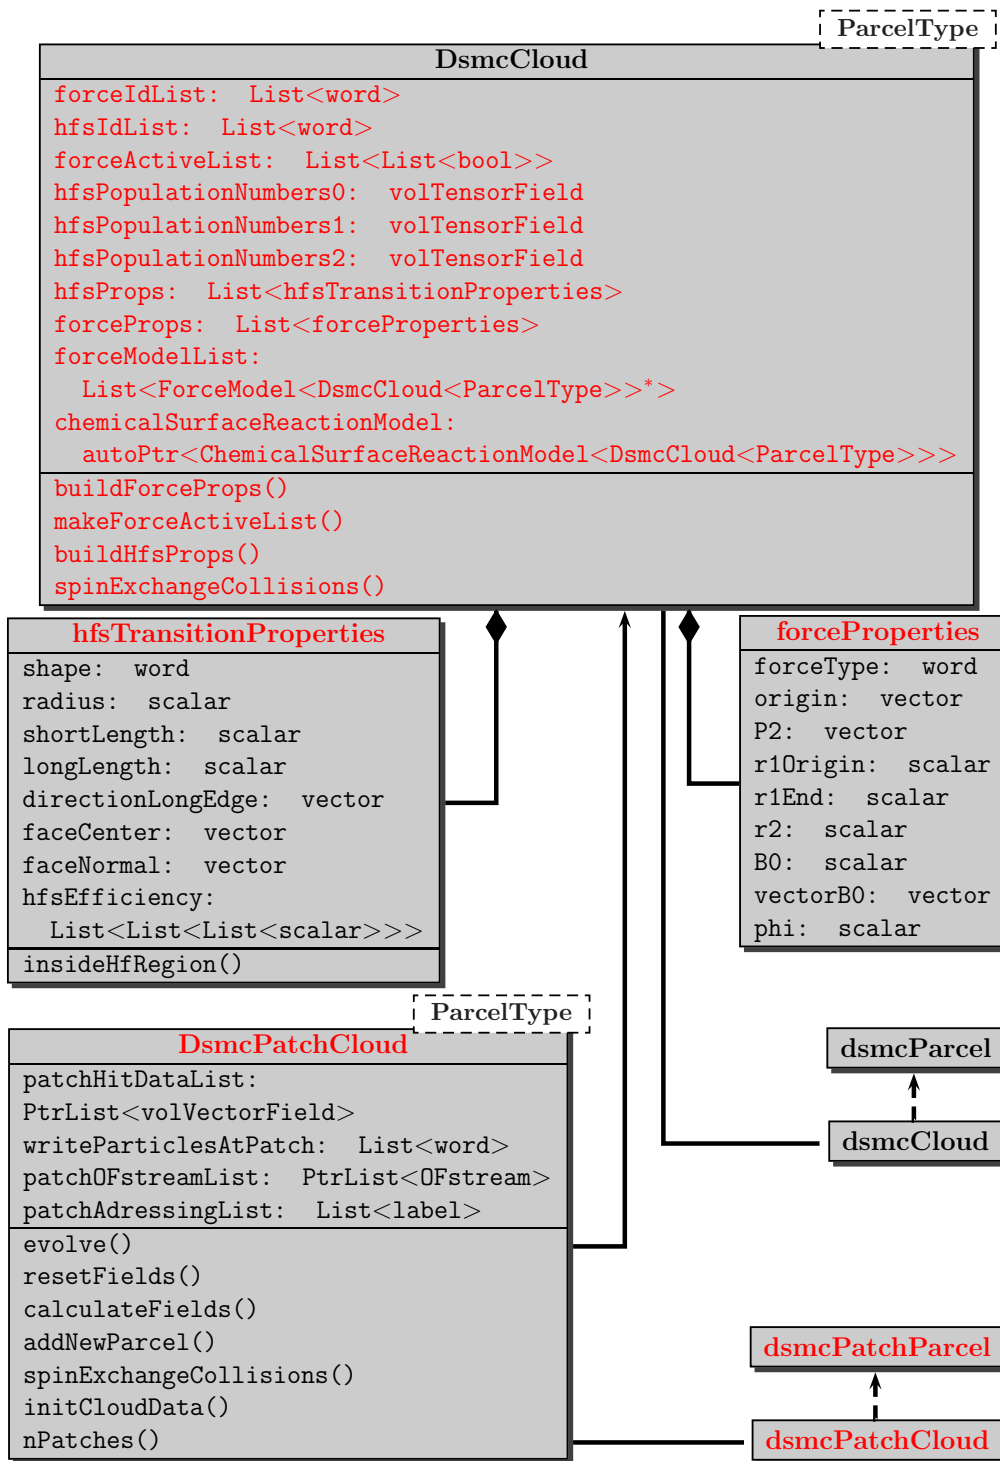 ParcelType
DsmcCloud
forceIdList: List<word>
hfsIdList: List<word>
forceActiveList: List<List<bool>>
hfsPopulationNumbers0: volTensorField
hfsPopulationNumbers1: volTensorField
hfsPopulationNumbers2: volTensorField
hfsProps: List<hfsTransitionProperties>
forceProps: List<forceProperties>
forceModelList:
List<ForceModel<DsmcCloud<ParcelType>>*>
chemicalSurfaceReactionModel:
autoPtr<ChemicalSurfaceReactionModel<DsmcCloud<ParcelType>>>
buildForceProps()
makeForceActiveList()
buildHfsProps()
spinExchangeCollisions()
hfsTransitionProperties
shape: word
radius: scalar
shortLength: scalar
longLength: scalar
directionLongEdge: vector
faceCenter: vector
faceNormal: vector
hfsEfficiency:
List<List<List<scalar>>>
insideHfRegion()
forceProperties
forceType: word
origin: vector
P2: vector
r1Origin: scalar
r1End: scalar
r2: scalar
B0: scalar
vectorB0: vector
phi: scalar
ParcelType
DsmcPatchCloud
patchHitDataList:
PtrList<volVectorField>
writeParticlesAtPatch: List<word>
patchOFstreamList: PtrList<OFstream>
patchAdressingList: List<label>
evolve()
resetFields()
calculateFields()
addNewParcel()
spinExchangeCollisions()
initCloudData()
nPatches()
dsmcParcel
dsmcCloud
dsmcPatchParcel
dsmcPatchCloud